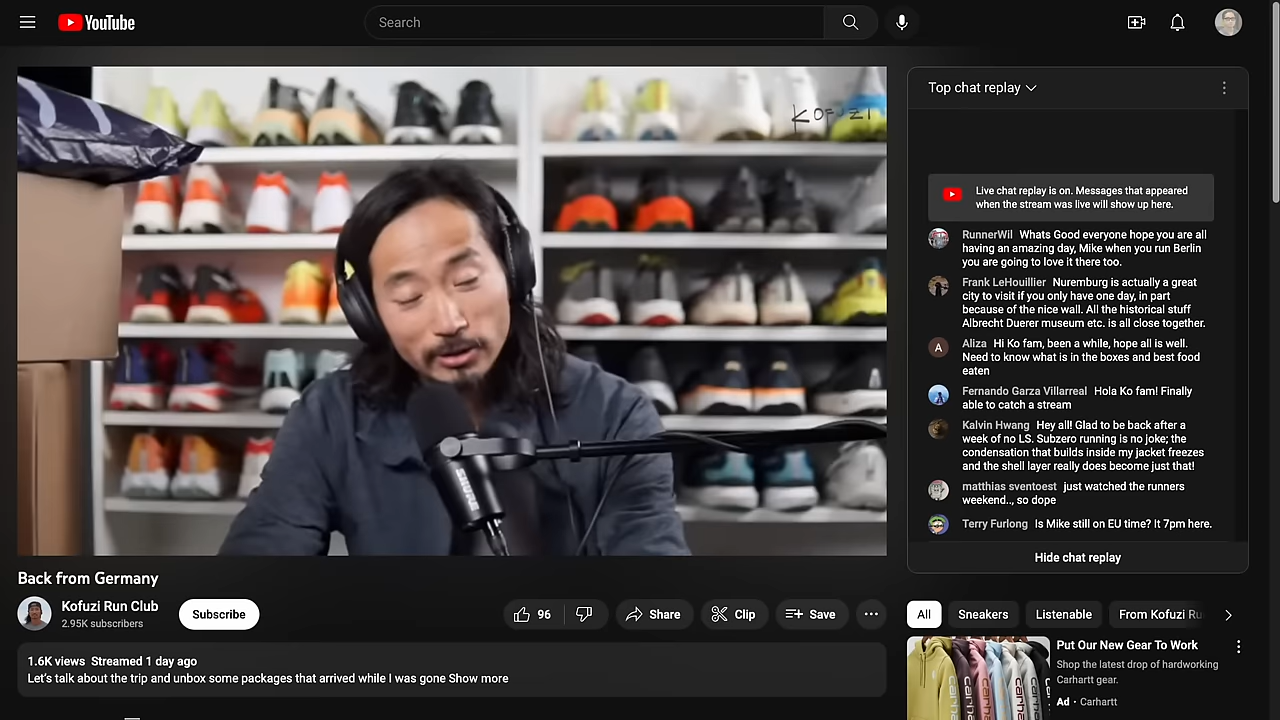 YouTube
Search
KOFUZI
SHURE
Top chat replay
Live chat replay is on. Messages that appeared
when the stream was live will show up here.
RunnerWil Whats Good everyone hope you are all
having an amazing day, Mike when you run Berlin
you are going to love it there too.
Frank LeHouillier Nuremburg is actually a great
city to visit if you only have one day, in part
because of the nice wall. All the historical stuff
Albrecht Duerer museum etc. is all close together.
A
Aliza Hi Ko fam, been a while, hope all is well.
Need to know what is in the boxes and best food
eaten
Fernando Garza Villarreal Hola Ko fam! Finally
able to catch a stream
Kalvin Hwang Hey all! Glad to be back after a
week of no LS. Subzero running is no joke; the
condensation that builds inside my jacket freezes
and the shell layer really does become just that!
matthias sventoest just watched the runners
weekend.., so dope
Terry Furlong Is Mike still on EU time? It 7pm here.
Hide chat replay
Back from Germany
Kofuzi Run Club
2.95K subscribers
Subscribe
96
Share
Clip
Save
1.6K views Streamed 1 day ago
Let's talk about the trip and unbox some packages that arrived while I was gone Show more
All
Sneakers
Listenable
From Kofuzi Ru
Put Our New Gear To Work
Shop the latest drop of hardworking
Carhartt gear.
Ad · Carhartt